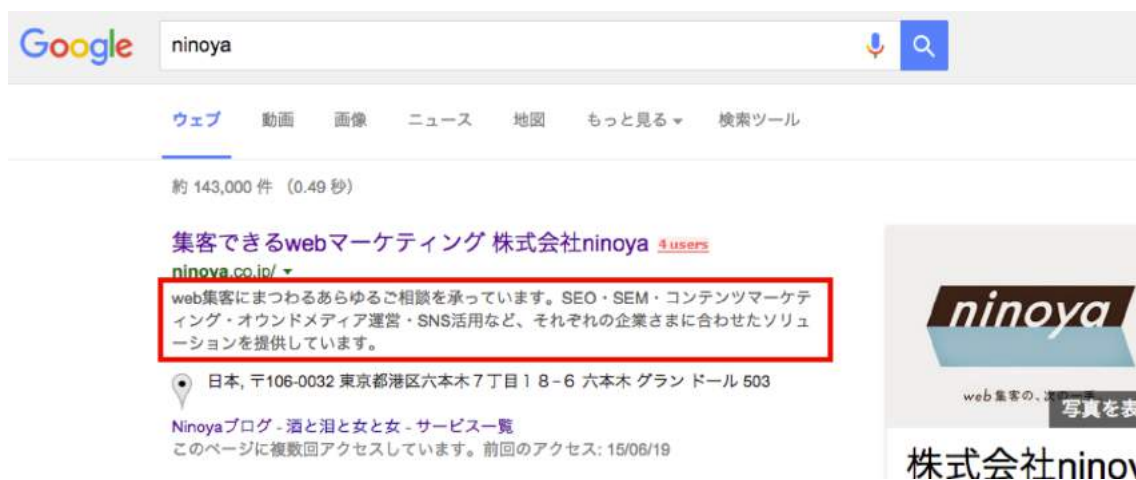 Google
ninoya
ウェブ 動画 画像 ニュース 地図 もっと見る 検索ツール
約 143,000 件 （0.49 秒）
集客できるwebマーケティング 株式会社ninoya 4 users
ninoya.co.jp/
web集客にまつわるあらゆるご相談を承っています。SEO・SEM・コンテンツマーケテ
ィング・オウンドメディア運営・SNS活用など、それぞれの企業さまに合わせたソリュ
ーションを提供しています。
日本, 〒106-0032 東京都港区六本木７丁目１８−６ 六本木 グラン ドール 503
Ninoyaブログ - 酒と泪と女と女 - サービス一覧
このページに複数回アクセスしています。前回のアクセス: 15/06/19
ninoya
web集客の、次の一手。
写真を表
株式会社ninoy